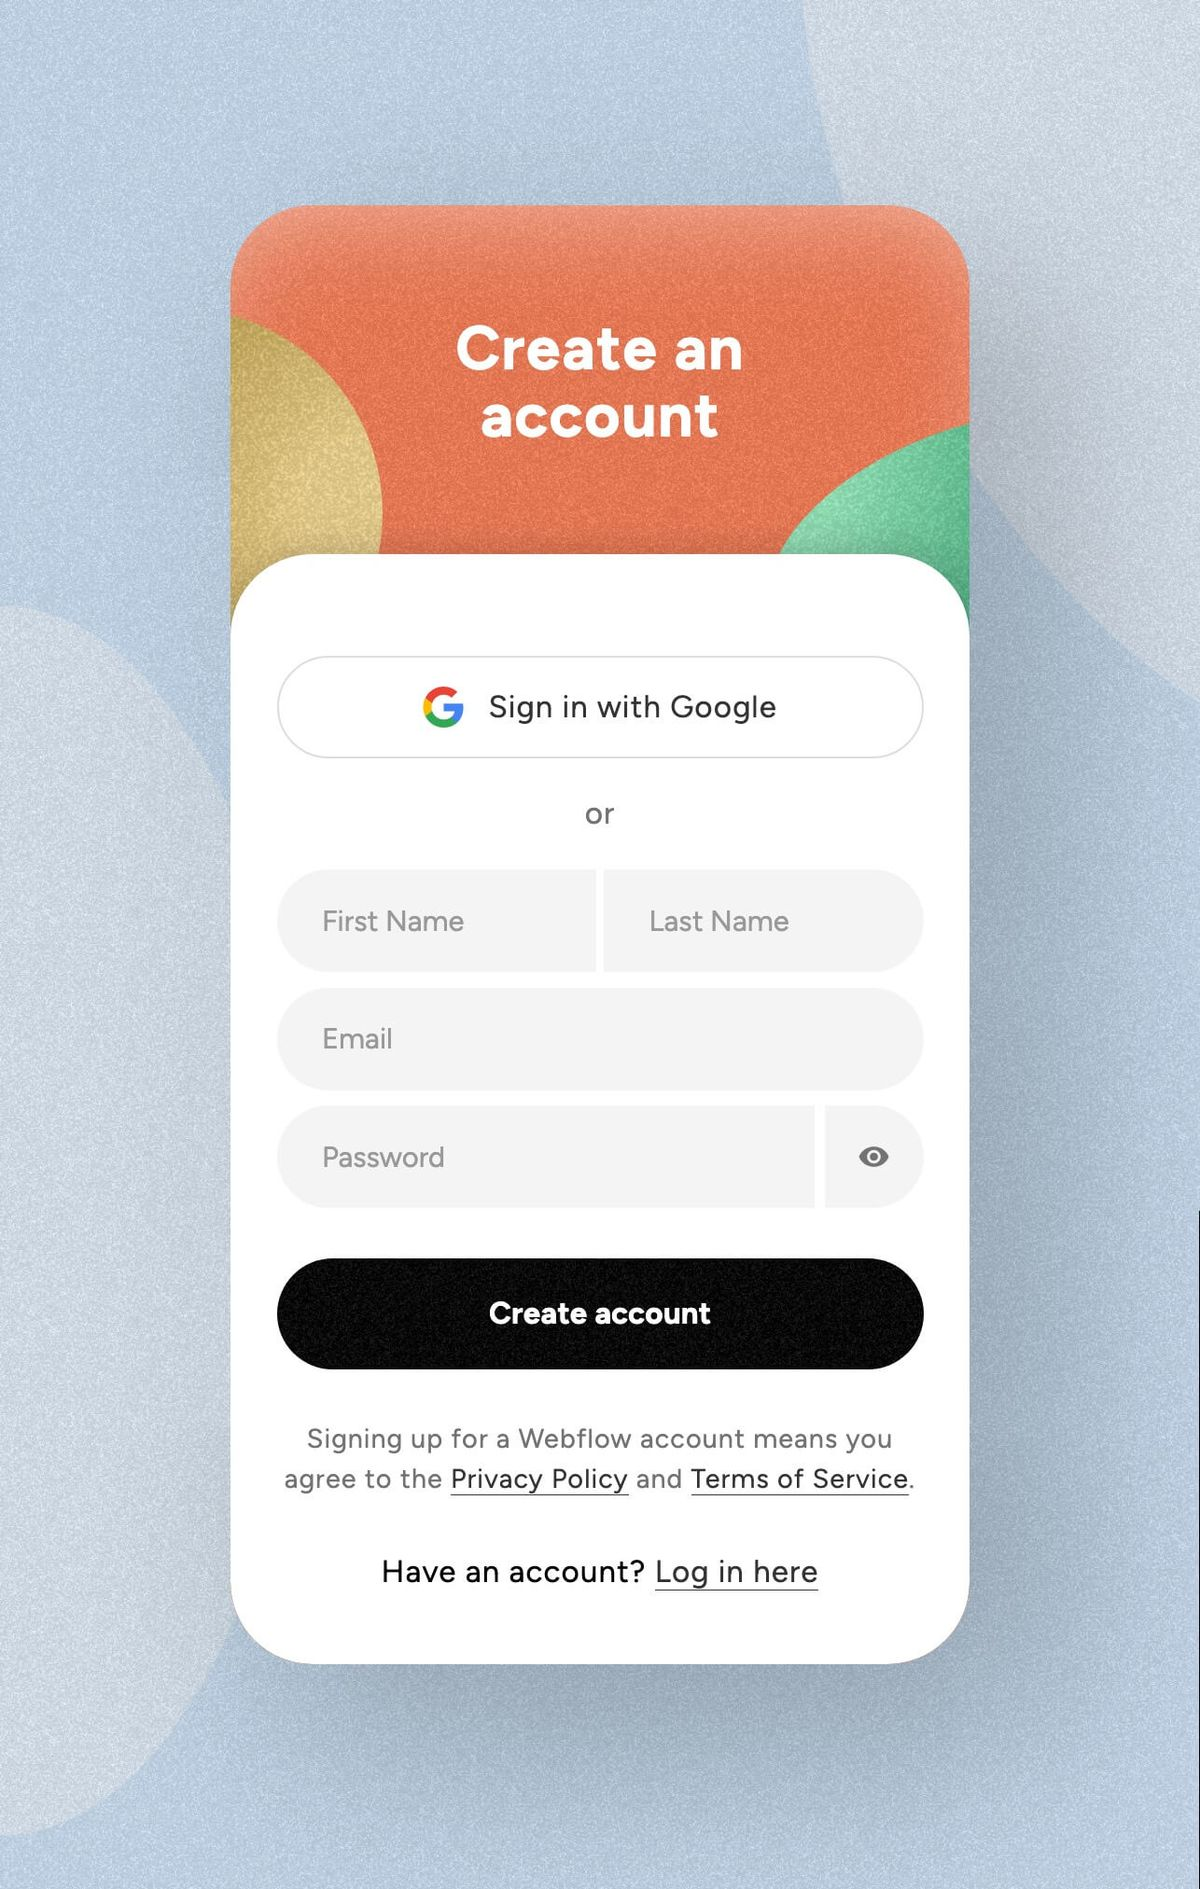 Create an
account
Sign in with Google
or
First Name
Last Name
Email
Password
Create account
Signing up for a Webflow account means you
agree to the Privacy Policy and Terms of Service.
Have an account? Log in here